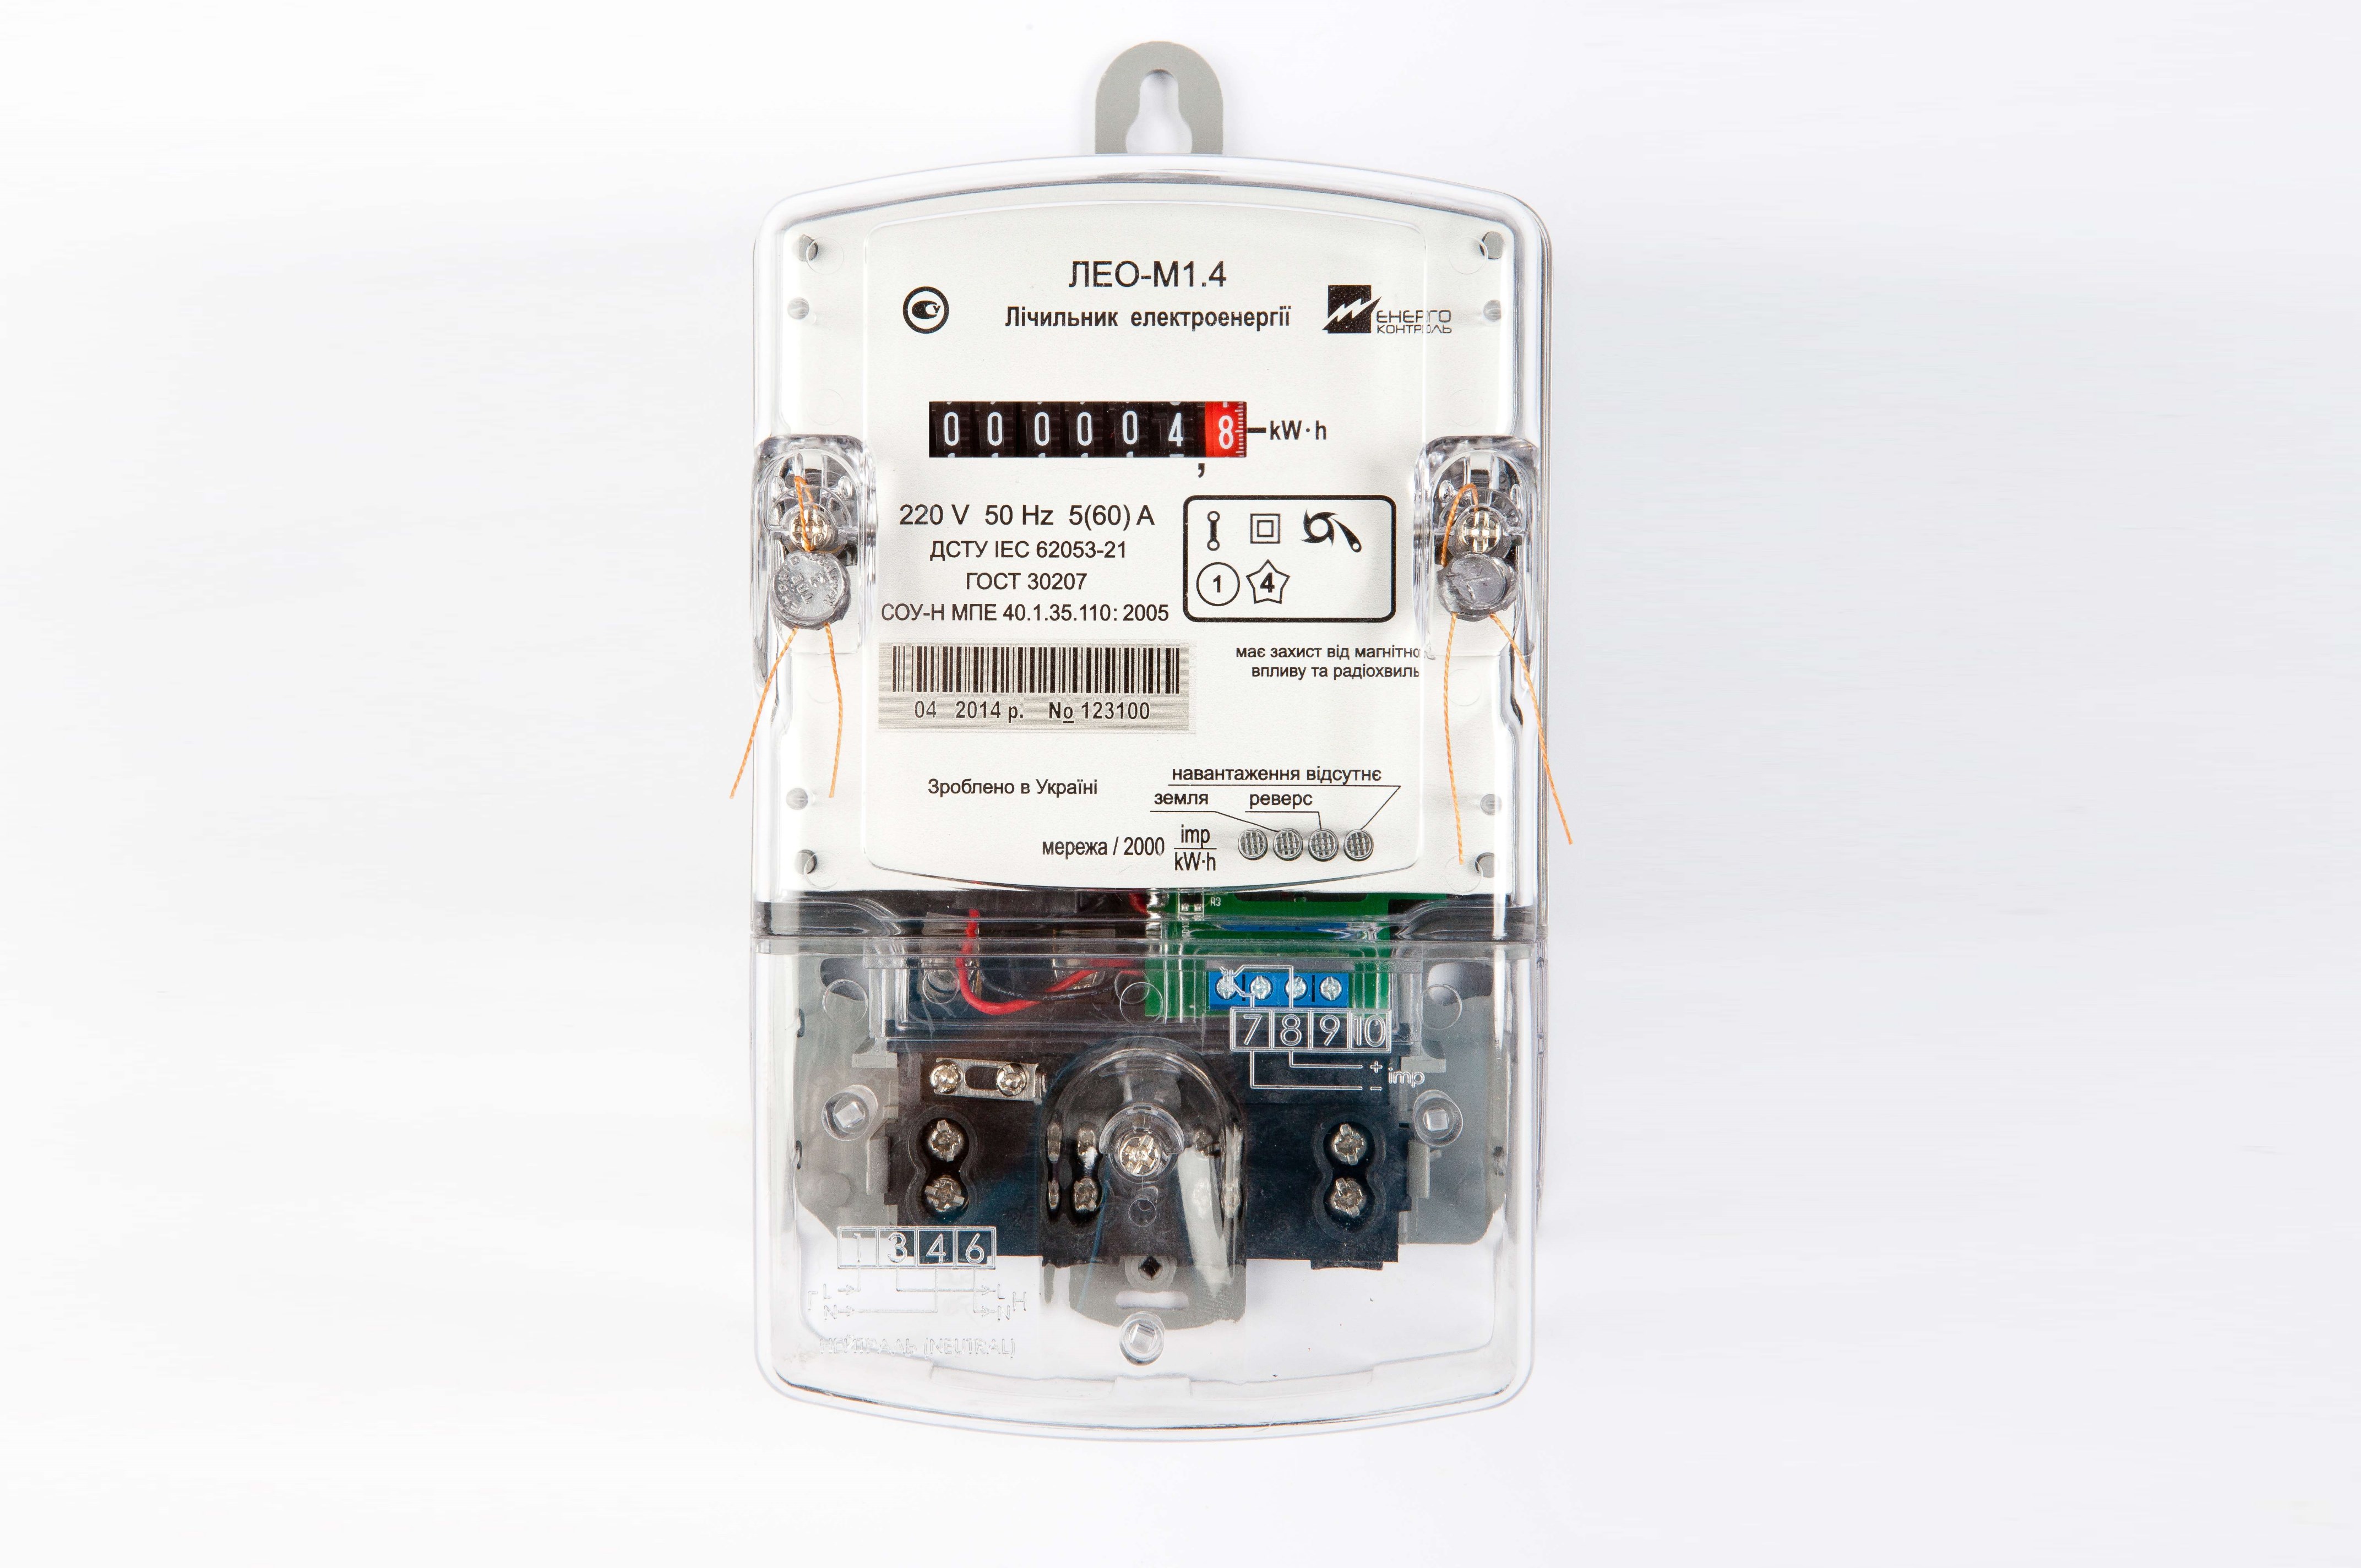 ЛЕО-М1.4
Лічильник електроенергії
ЕНЕРГО
КОНТРОЛЬ
0 0 0 0 0 4 , 8 kW·h
220 V 50 Hz 5(60) A
ДСТУ IEC 62053-21
ГОСТ 30207
СОУ-Н МПЕ 40.1.35.110: 2005
1 4
має захист від магнітно
впливу та радіохвиль
04 2014 р. № 123100
Зроблено в Україні
навантаження відсутнє
земля реверс
мережа / 2000 imp/kW·h
R3
7 8 9 10
+
imp
–
1 3 4 6
Г L L Н
N N
(NEUTRAL)